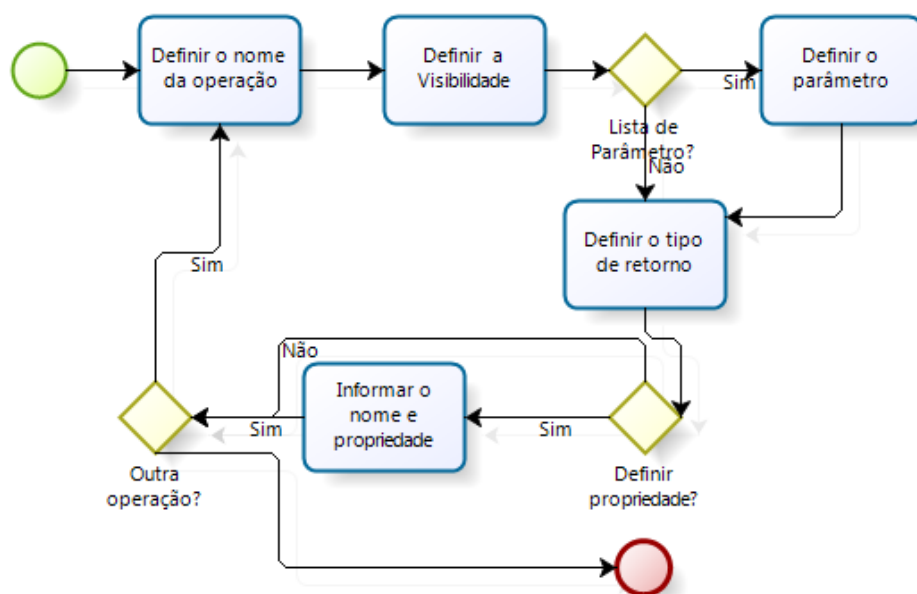 Definir o nome
da operação
Definir a
Visibilidade
Definir o
parâmetro
Sim
Lista de
Parâmetro?
Não
Definir o tipo
de retorno
Sim
Não
Informar o
nome e
propriedade
Sim
Sim
Outra
operação?
Definir
propriedade?